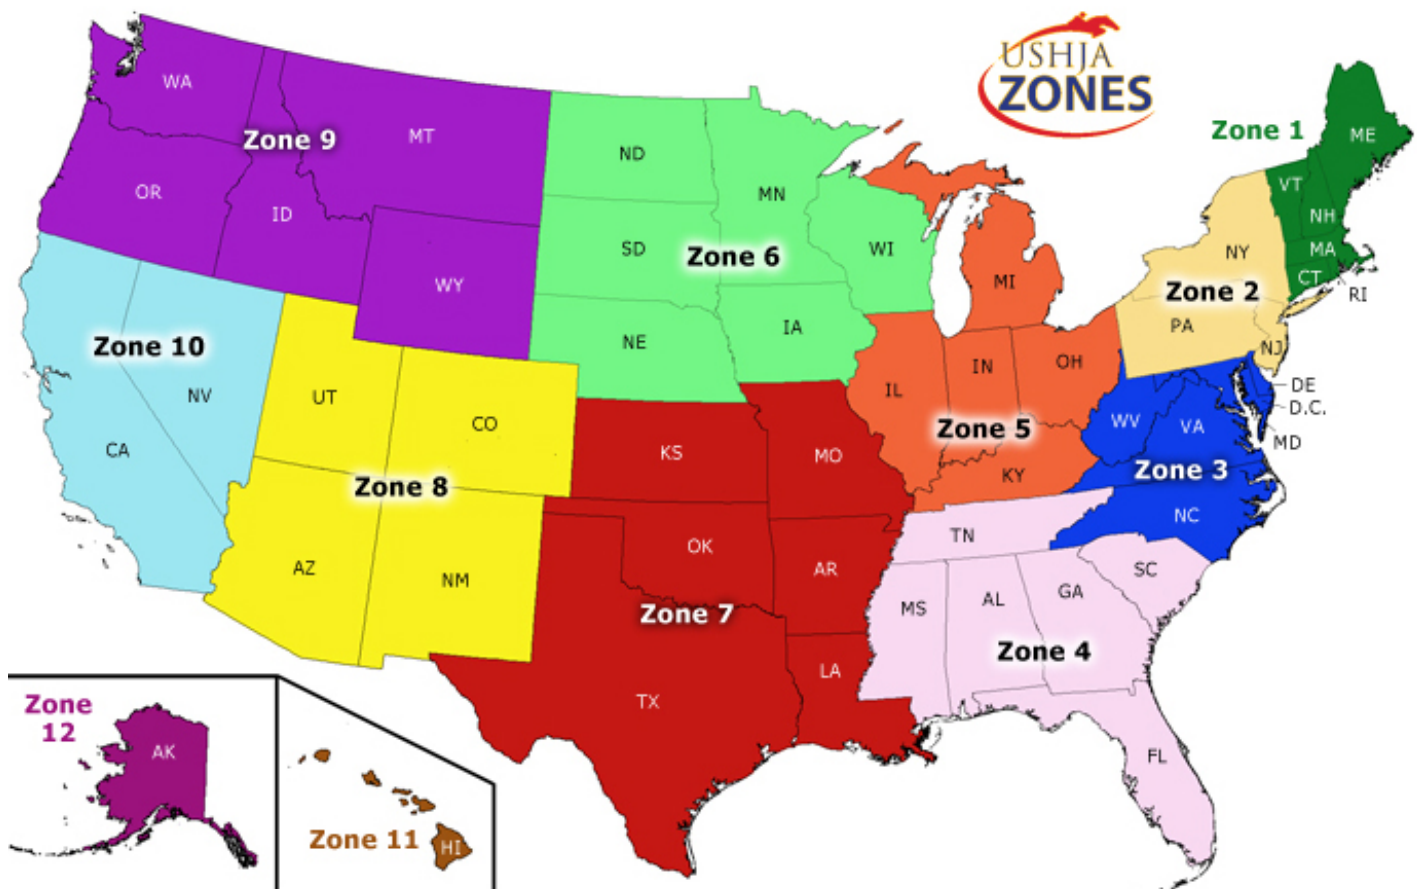 USHJA
ZONES
Zone 1
ME
VT
NH
MA
CT
RI
Zone 2
NY
PA
NJ
Zone 3
DE
D.C.
MD
WV
VA
NC
Zone 4
TN
SC
MS
AL
GA
FL
Zone 5
MI
IL
IN
OH
KY
Zone 6
ND
MN
SD
WI
NE
IA
Zone 7
KS
MO
OK
AR
TX
LA
Zone 8
UT
CO
AZ
NM
Zone 9
WA
MT
OR
ID
WY
Zone 10
NV
CA
Zone 11
HI
Zone
12
AK